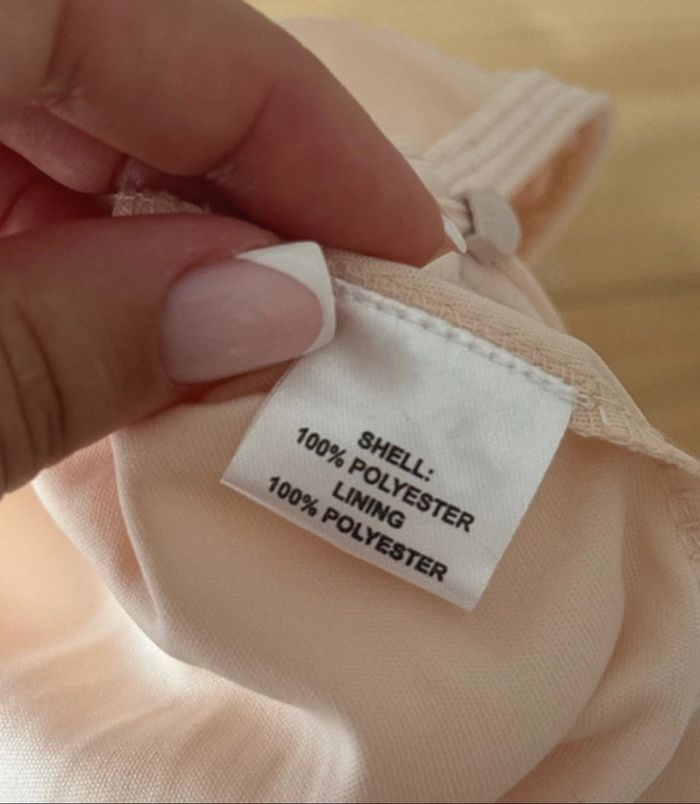 SHELL:
100% POLYESTER
LINING
100% POLYESTER